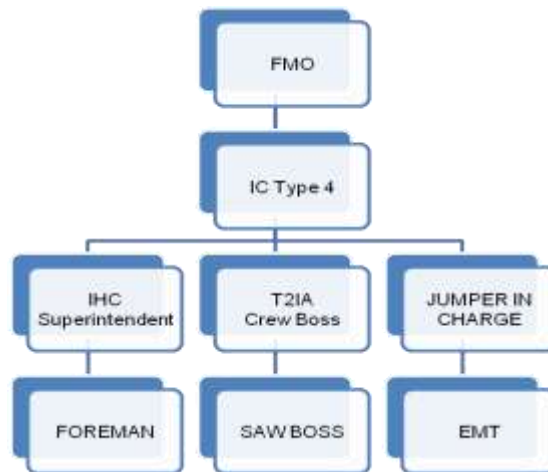 FMO
IC Type 4
IHC
Superintendent
T2IA
Crew Boss
JUMPER IN
CHARGE
FOREMAN
SAW BOSS
EMT